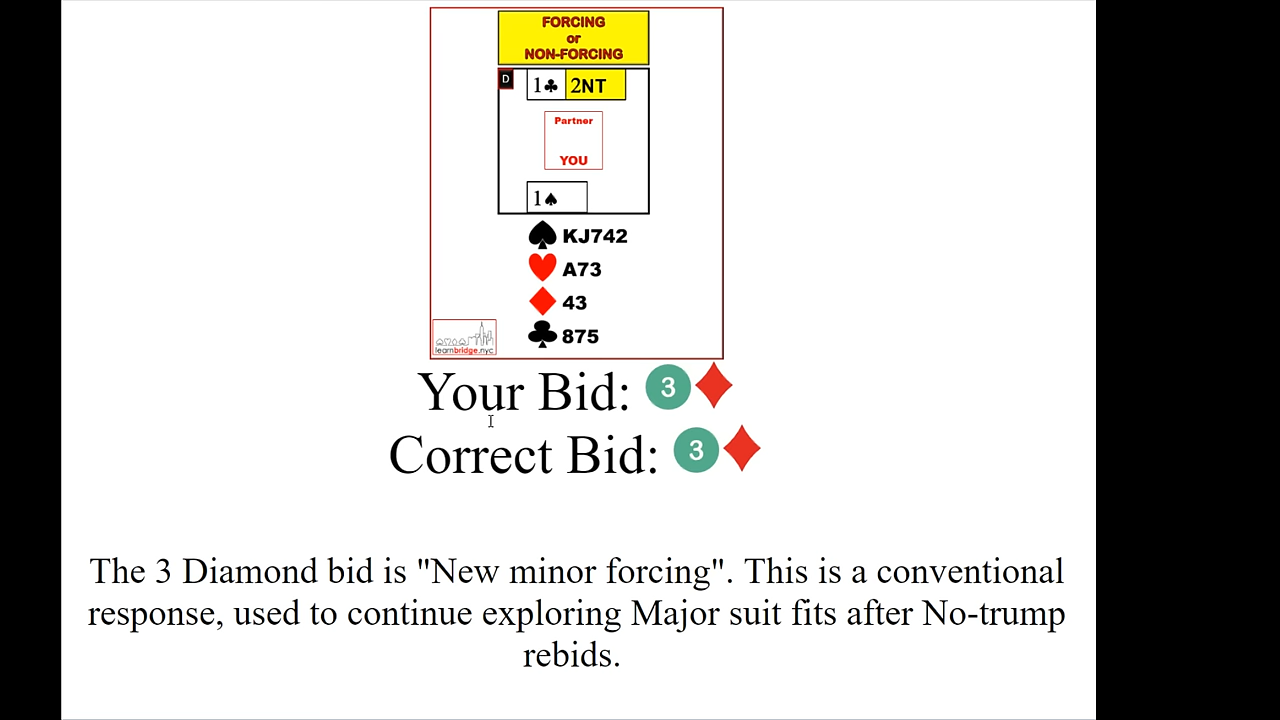 FORCING
or
NON-FORCING
D
1♣ 2NT
Partner
YOU
1♠
♠ KJ742
♥ A73
♦ 43
♣ 875
learnbridge.nyc
Your Bid: 3♦
Correct Bid: 3♦
The 3 Diamond bid is "New minor forcing". This is a conventional
response, used to continue exploring Major suit fits after No-trump
rebids.